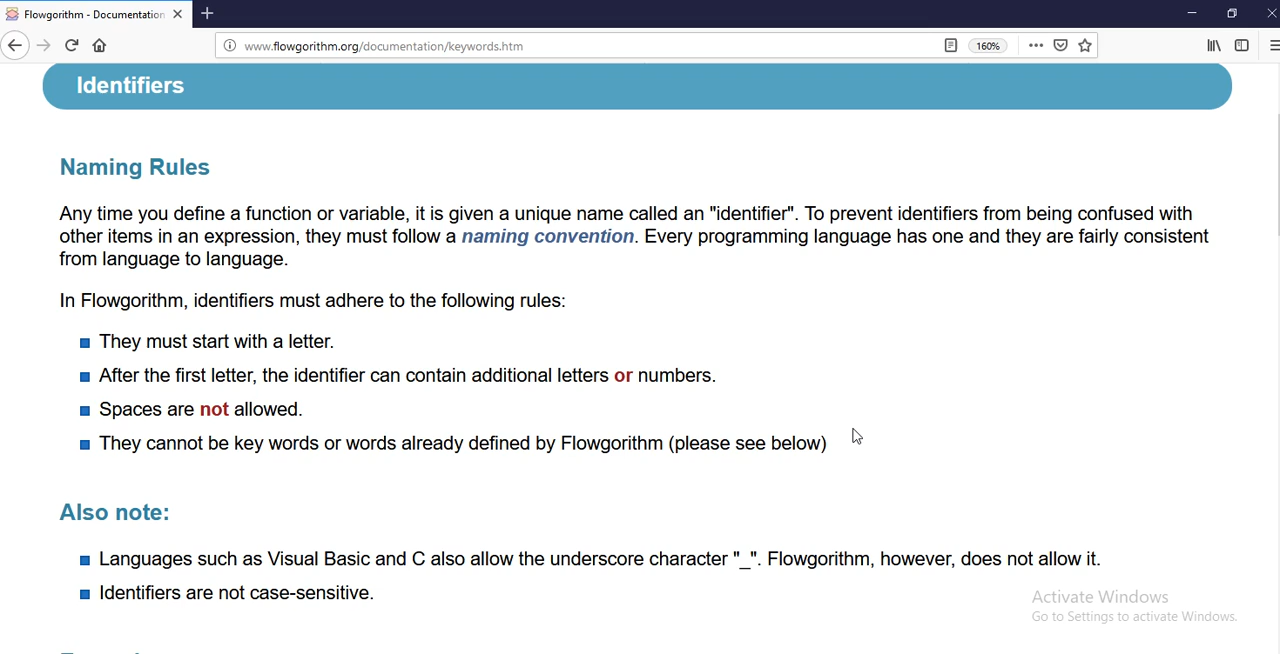 Flowgorithm - Documentation
www.flowgorithm.org/documentation/keywords.htm
160%
Identifiers
Naming Rules
Any time you define a function or variable, it is given a unique name called an "identifier". To prevent identifiers from being confused with
other items in an expression, they must follow a naming convention. Every programming language has one and they are fairly consistent
from language to language.
In Flowgorithm, identifiers must adhere to the following rules:
They must start with a letter.
After the first letter, the identifier can contain additional letters or numbers.
Spaces are not allowed.
They cannot be key words or words already defined by Flowgorithm (please see below)
Also note:
Languages such as Visual Basic and C also allow the underscore character "_". Flowgorithm, however, does not allow it.
Identifiers are not case-sensitive.
Activate Windows
Go to Settings to activate Windows.